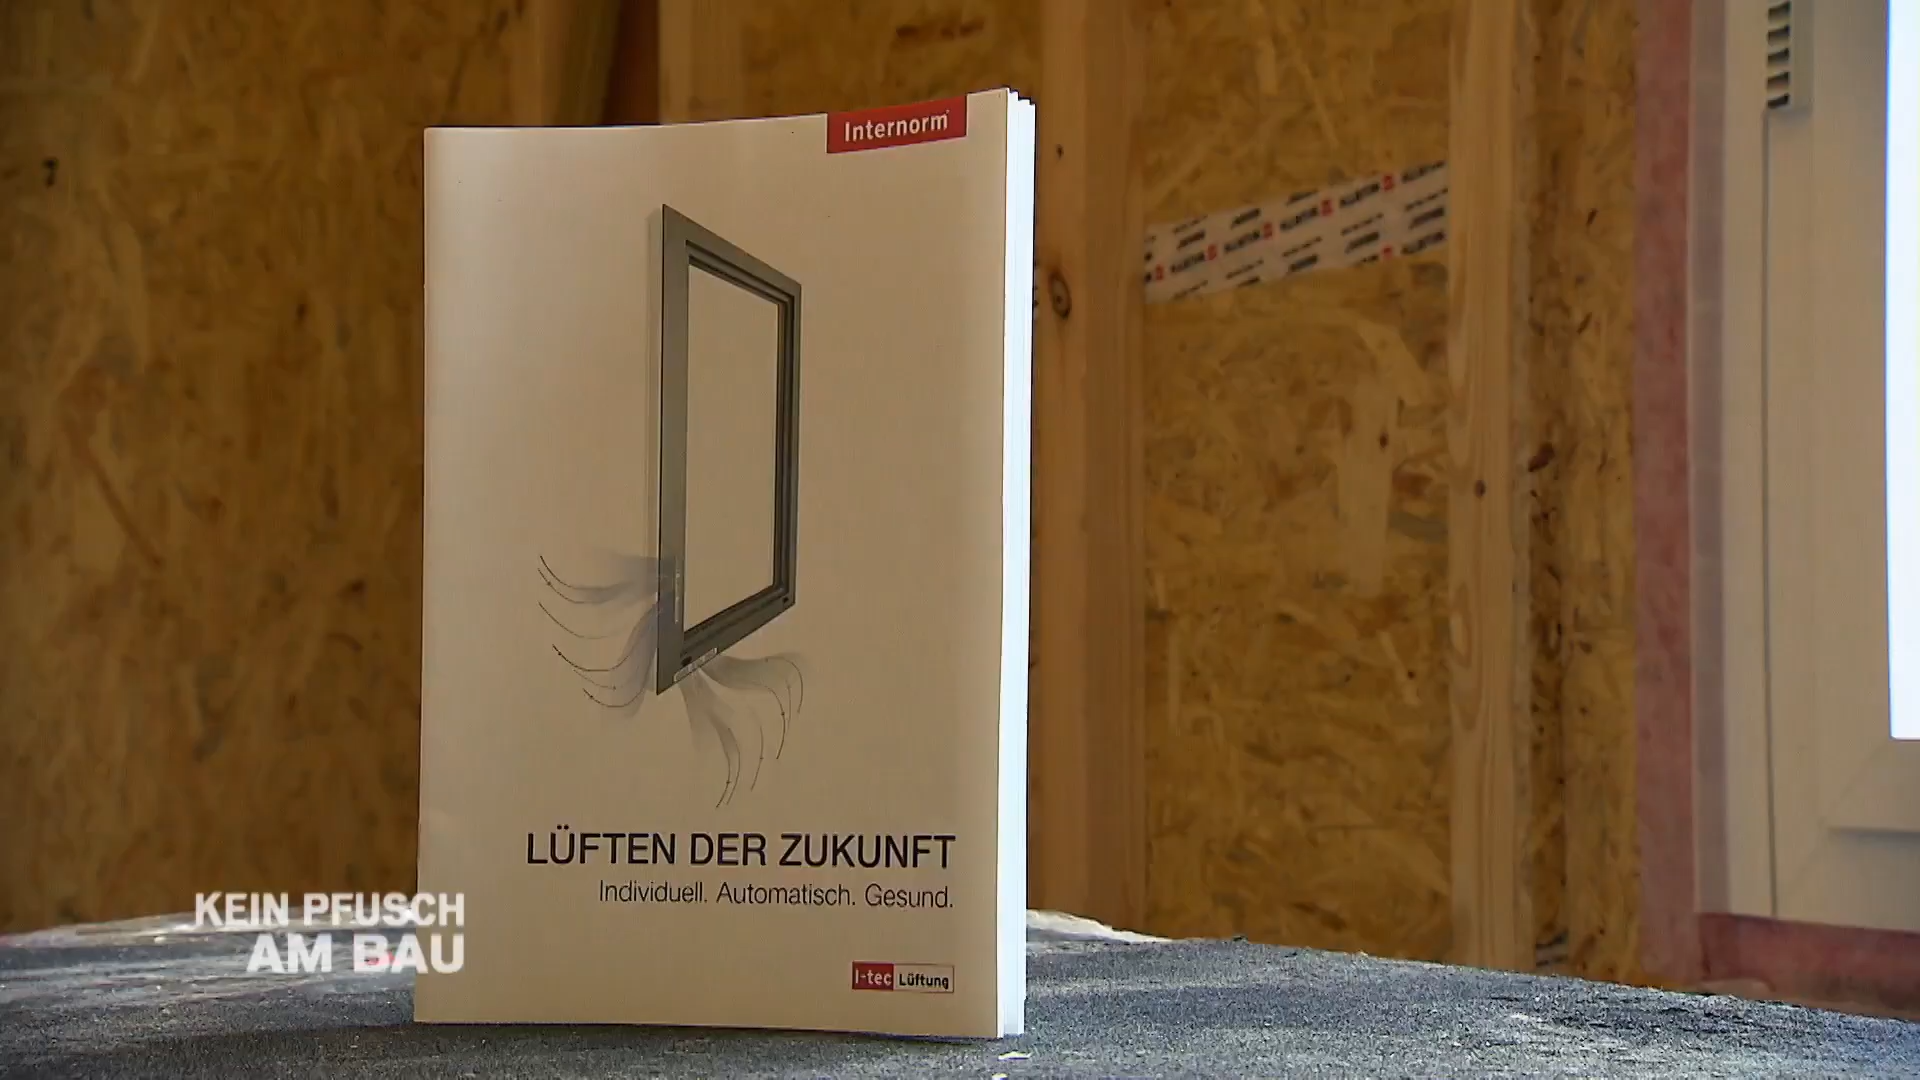 Internorm
LÜFTEN DER ZUKUNFT
Individuell. Automatisch. Gesund.
I-tec Lüftung
KEIN PFUSCH
AM BAU